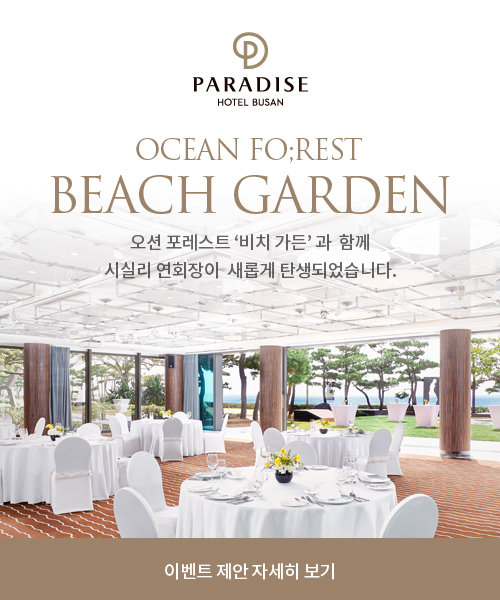 PARADISE
HOTEL BUSAN
OCEAN FO;REST
BEACH GARDEN
오션 포레스트 ‘비치 가든’ 과 함께
시실리 연회장이 새롭게 탄생되었습니다.
이벤트 제안 자세히 보기